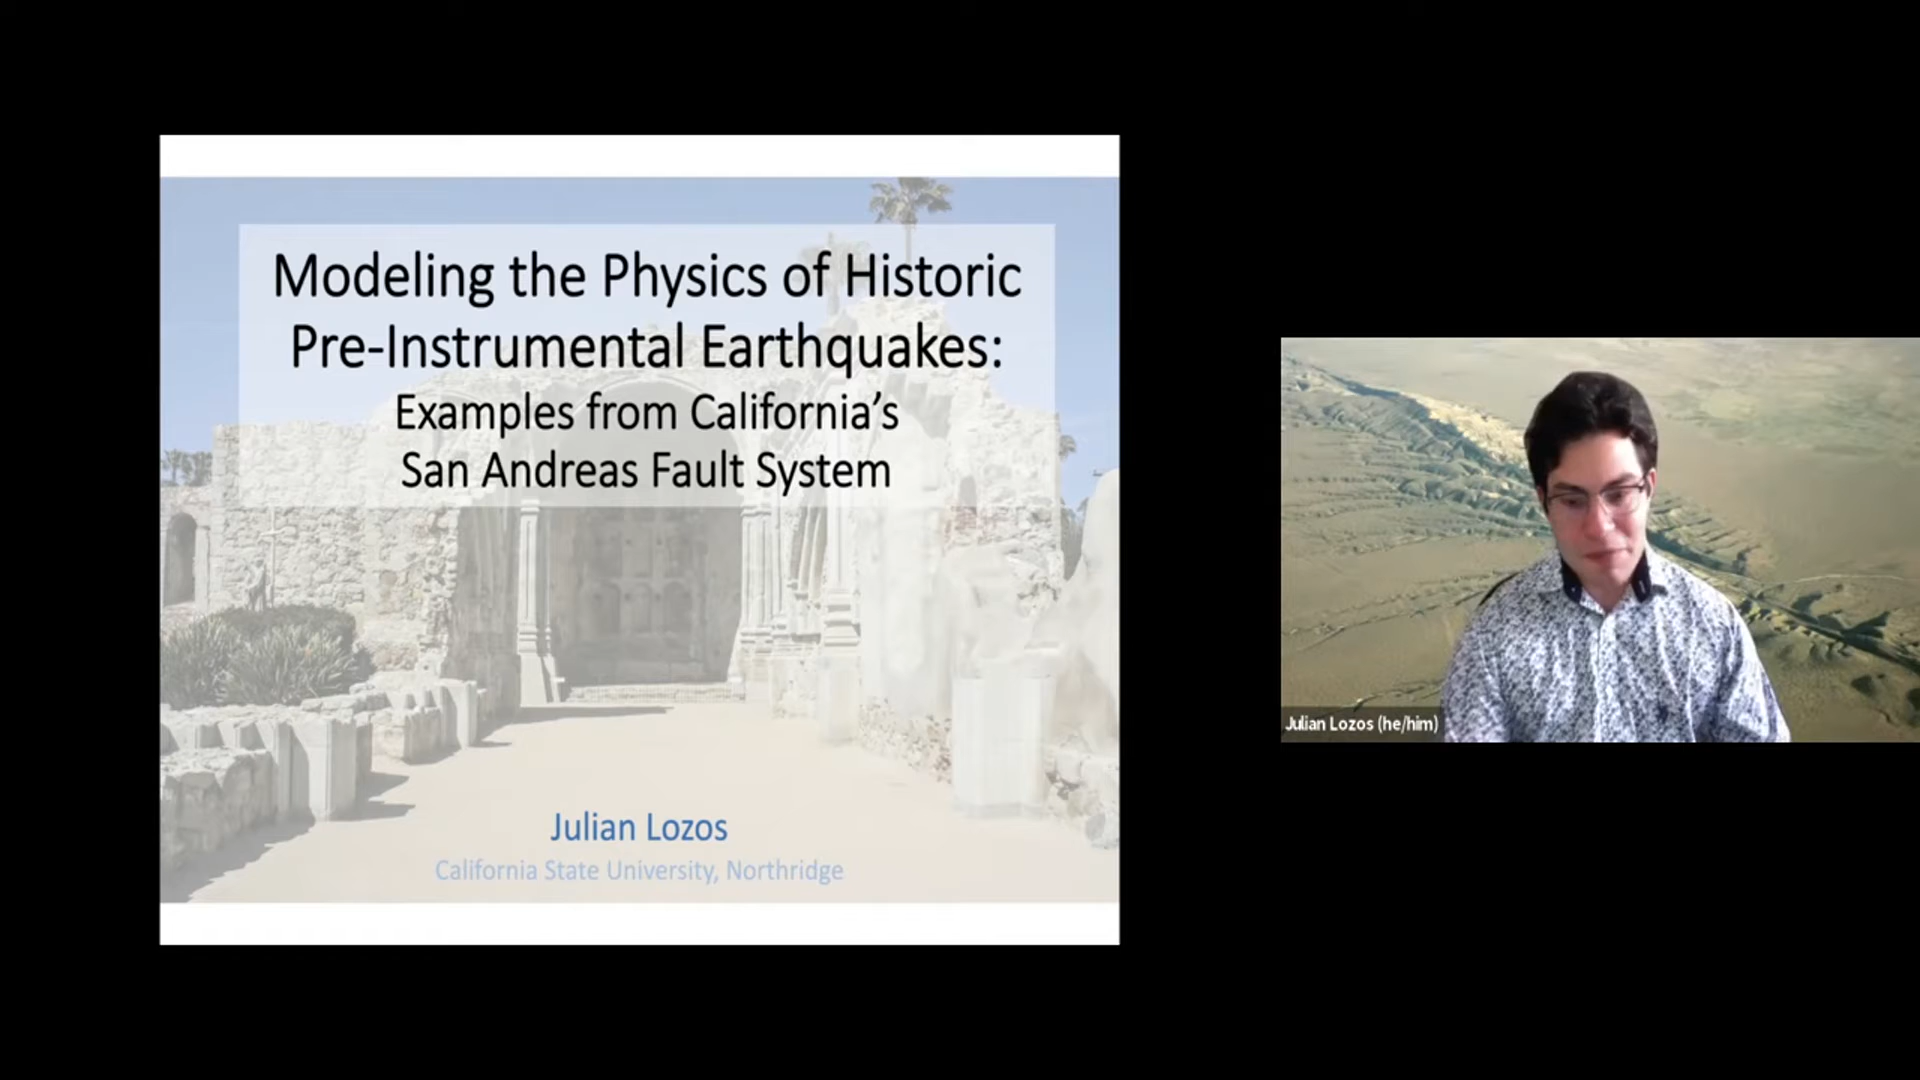 Modeling the Physics of Historic
Pre-Instrumental Earthquakes:
Examples from California’s
San Andreas Fault System
Julian Lozos
California State University, Northridge
Julian Lozos (he/him)